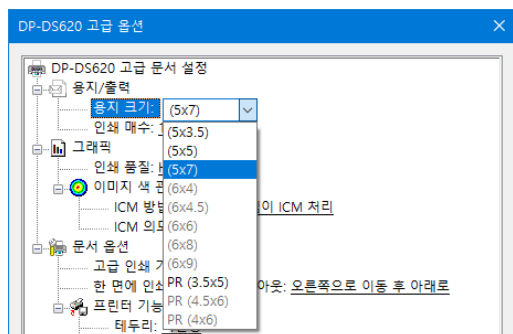 DP-DS620 고급 옵션
DP-DS620 고급 문서 설정
용지/출력
용지 크기: (5x7)
인쇄 매수:
(5x3.5)
(5x5)
(5x7)
(6x4)
(6x4.5)
(6x6)
(6x8)
(6x9)
PR (3.5x5)
PR (4.5x6)
PR (4x6)
그래픽
인쇄 품질:
이미지 색
ICM 방법
ICM 처리
ICM
문서 옵션
고급 인쇄
한 면에
오른쪽으로 이동 후 아래로
프린터 기능
테두리: